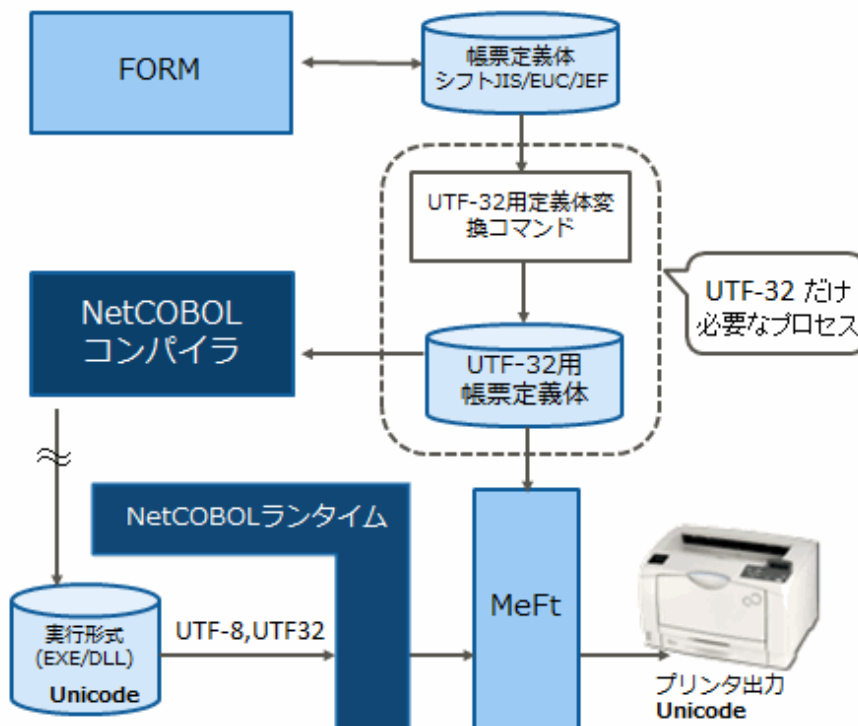 FORM
帳票定義体
シフトJIS/EUC/JEF
UTF-32用定義体変
換コマンド
UTF-32 だけ
必要なプロセス
NetCOBOL
コンパイラ
UTF-32用
帳票定義体
NetCOBOLランタイム
MeFt
実行形式
(EXE/DLL)
Unicode
UTF-8,UTF32
プリンタ出力
Unicode